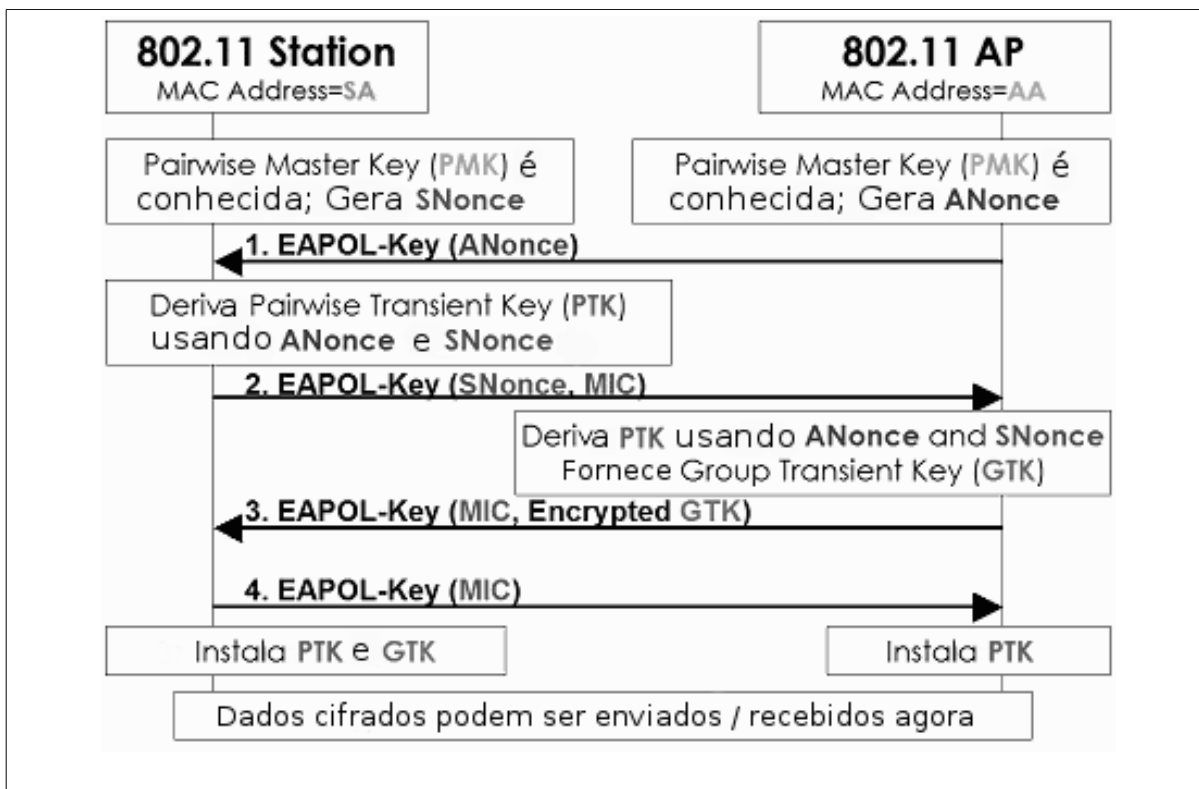 802.11 Station
MAC Address=SA
802.11 AP
MAC Address=AA
Pairwise Master Key (PMK) é
conhecida; Gera SNonce
Pairwise Master Key (PMK) é
conhecida; Gera ANonce
1. EAPOL-Key (ANonce)
Deriva Pairwise Transient Key (PTK)
usando ANonce e SNonce
2. EAPOL-Key (SNonce, MIC)
Deriva PTK usando ANonce and SNonce
Fornece Group Transient Key (GTK)
3. EAPOL-Key (MIC, Encrypted GTK)
4. EAPOL-Key (MIC)
Instala PTK e GTK
Instala PTK
Dados cifrados podem ser enviados / recebidos agora